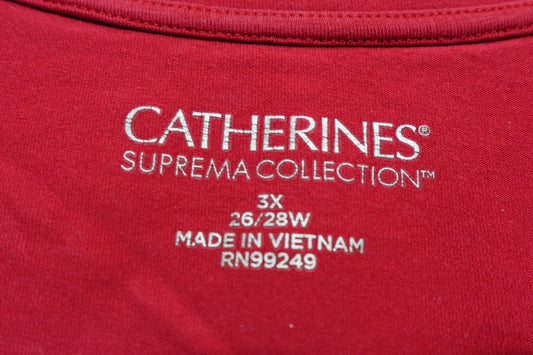 CATHERINES®
SUPREMA COLLECTION™
3X
26/28W
MADE IN VIETNAM
RN99249